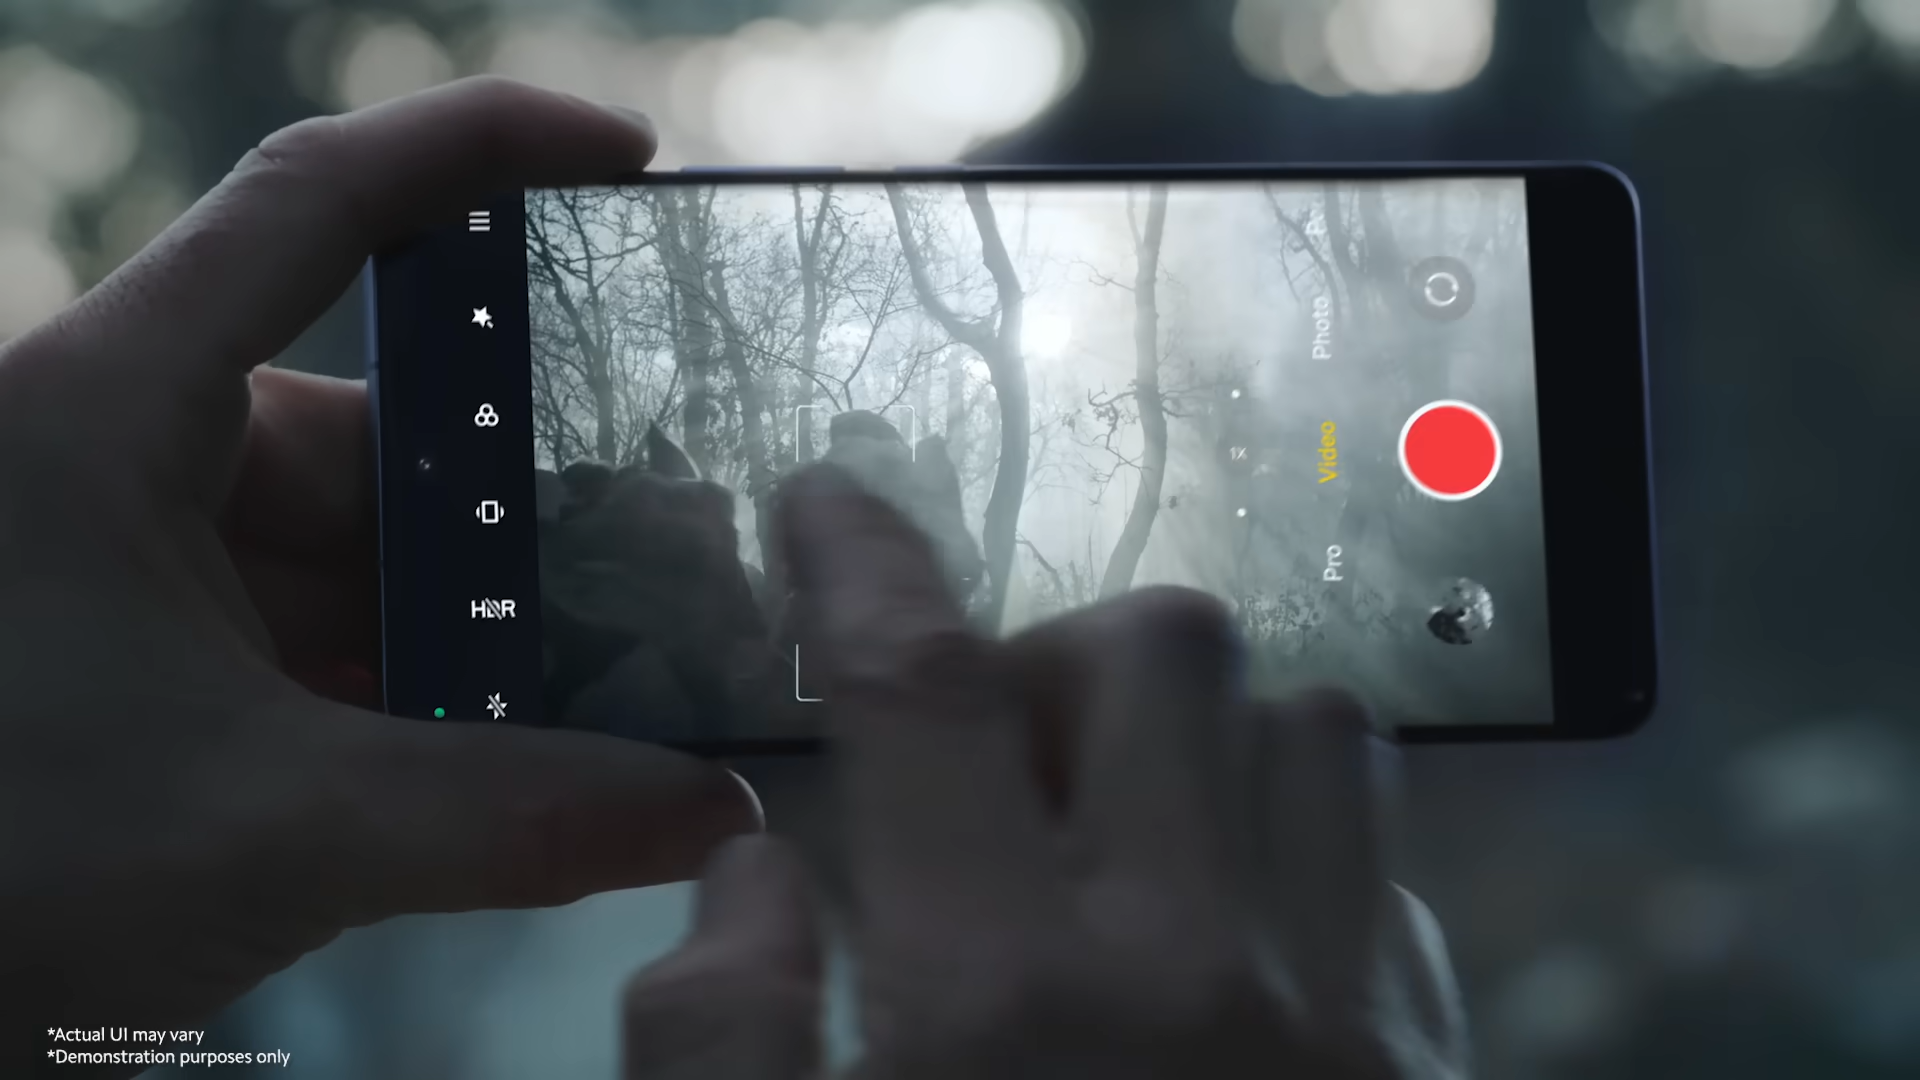 HDR
1X
Photo
Video
Pro
*Actual UI may vary
*Demonstration purposes only